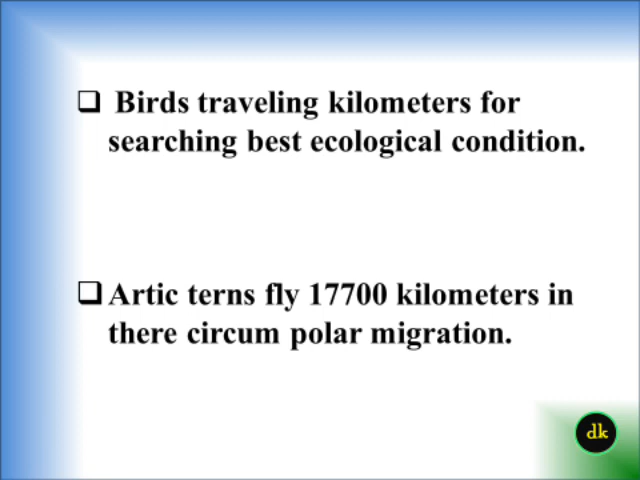 ❑ Birds traveling kilometers for
searching best ecological condition.
❑ Artic terns fly 17700 kilometers in
there circum polar migration.
dk